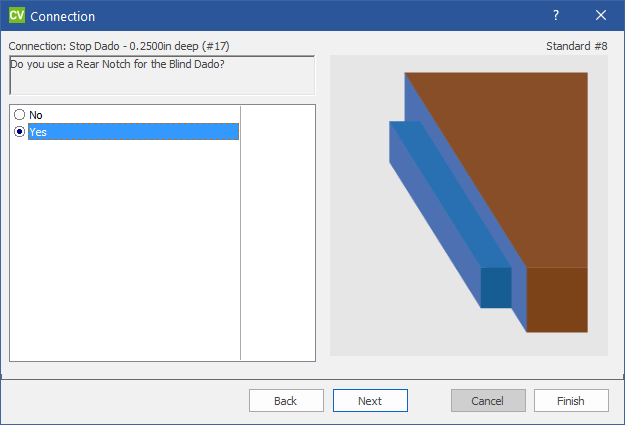 CV Connection ?
Connection: Stop Dado - 0.2500in deep (#17) Standard #8
Do you use a Rear Notch for the Blind Dado?
No
Yes
Back Next Cancel Finish